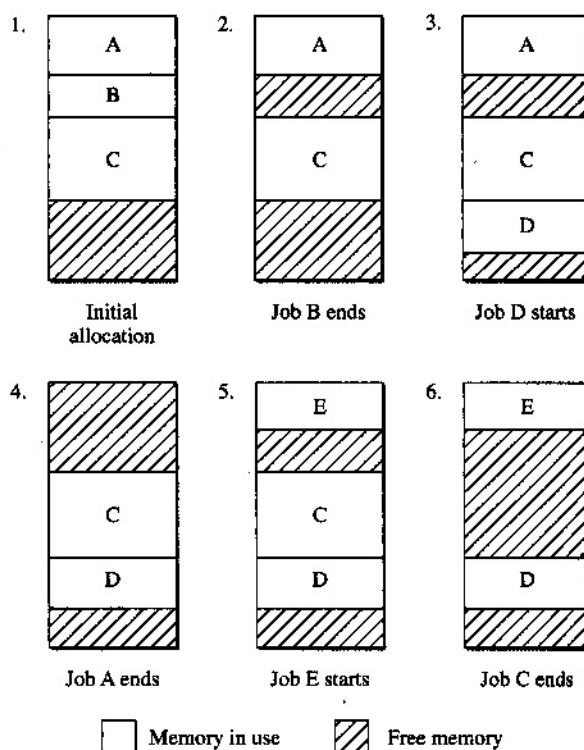 1.
A
B
C
Initial
allocation
2.
A
C
Job B ends
3.
A
C
D
Job D starts
4.
C
D
Job A ends
5.
E
C
D
Job E starts
6.
E
D
Job C ends
Memory in use
Free memory